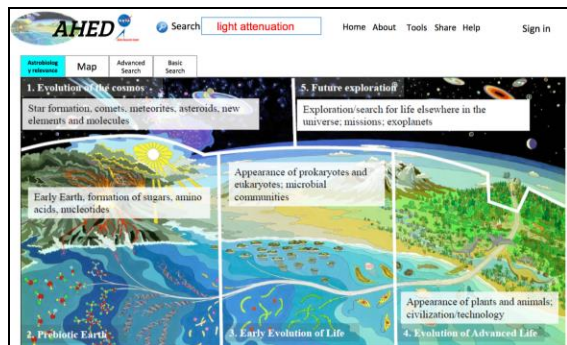 AHED
Search light attenuation
Home About Tools Share Help
Sign in
Astrobiolog
y relevance
Map
Advanced
Search
Basic
Search
1. Evolution of the cosmos
Star formation, comets, meteorites, asteroids, new
elements and molecules
5. Future exploration
Exploration/search for life elsewhere in the
universe; missions; exoplanets
Early Earth, formation of sugars, amino
acids, nucleotides
Appearance of prokaryotes and
eukaryotes; microbial
communities
Appearance of plants and animals;
civilization/technology
2. Prebiotic Earth
3. Early Evolution of Life
4. Evolution of Advanced Life